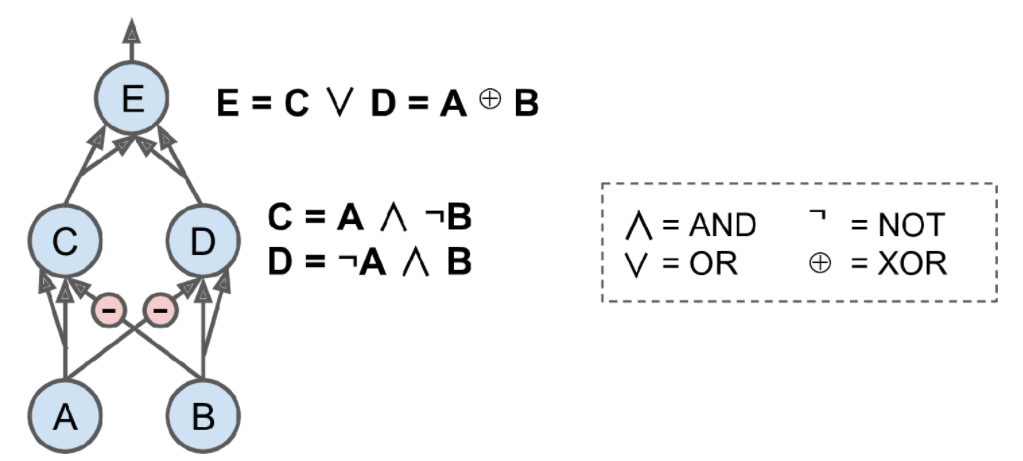 E
E = C ∨ D = A ⊕ B
C
D
C = A ∧ ¬B
D = ¬A ∧ B
∧ = AND
¬ = NOT
∨ = OR
⊕ = XOR
-
-
A
B